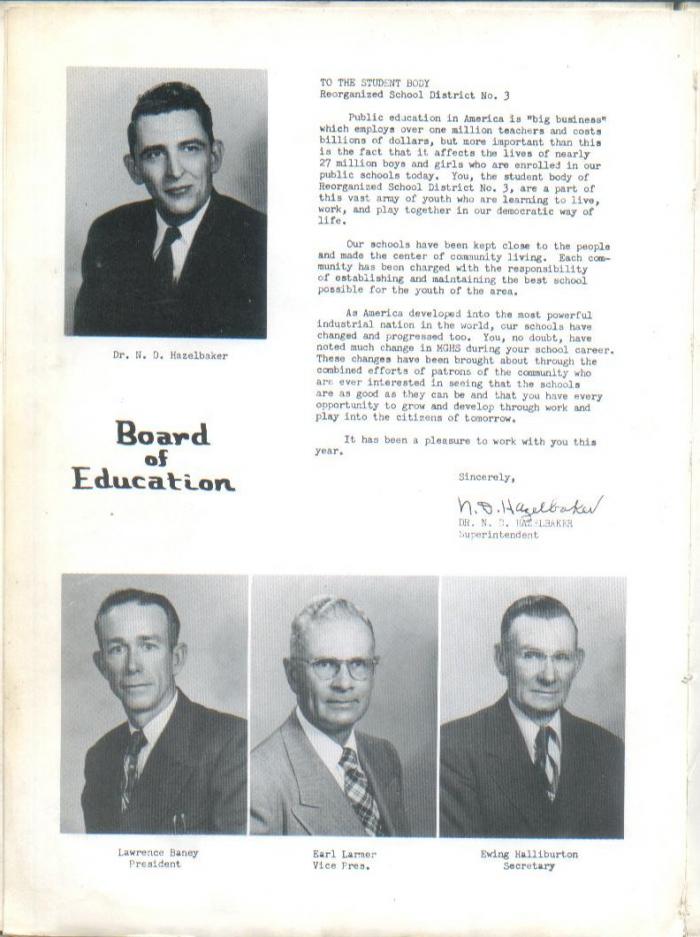 TO THE STUDENT BODY
Reorganized School District No. 3
Public education in America is "big business"
which employs over one million teachers and costs
billions of dollars, but more important than this
is the fact that it affects the lives of nearly
27 million boys and girls who are enrolled in our
public schools today. You, the student body of
Reorganized School District No. 3, are a part of
this vast array of youth who are learning to live,
work, and play together in our democratic way of
life.
Our schools have been kept close to the people
and made the center of community living. Each com-
munity has been charged with the responsibility
of establishing and maintaining the best school
possible for the youth of the area.
As America developed into the most powerful
industrial nation in the world, our schools have
changed and progressed too. You, no doubt, have
noted much change in MGHS during your school career.
These changes have been brought about through the
combined efforts of patrons of the community who
are ever interested in seeing that the schools
are as good as they can be and that you have every
opportunity to grow and develop through work and
play into the citizens of tomorrow.
It has been a pleasure to work with you this
year.
Sincerely,
N. D. Hazelbaker
DR. N. D. HAZELBAKER
Superintendent
Dr. N. D. Hazelbaker
Board
of
Education
Lawrence Baney
President
Earl Larmer
Vice Pres.
Ewing Halliburton
Secretary